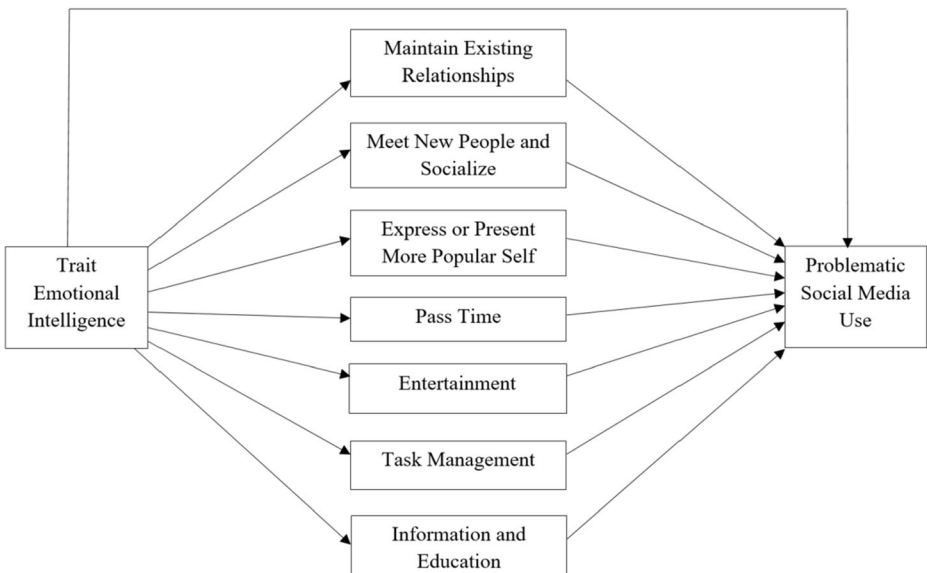 Maintain Existing
Relationships
Meet New People and
Socialize
Express or Present
More Popular Self
Trait
Emotional
Intelligence
Problematic
Social Media
Use
Pass Time
Entertainment
Task Management
Information and
Education